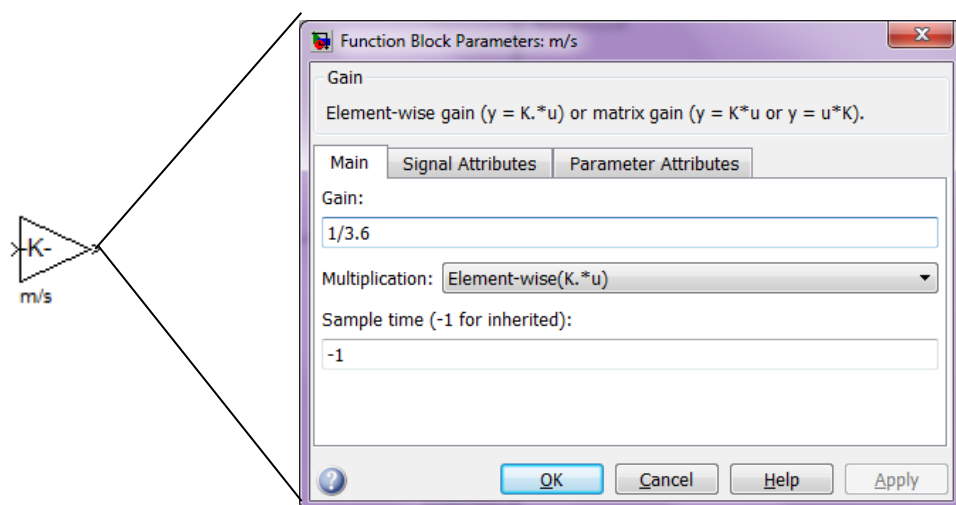 Function Block Parameters: m/s
Gain
Element-wise gain (y = K.*u) or matrix gain (y = K*u or y = u*K).
Main Signal Attributes Parameter Attributes
Gain:
1/3.6
-K-
m/s
Multiplication: Element-wise(K.*u)
Sample time (-1 for inherited):
-1
? OK Cancel Help Apply